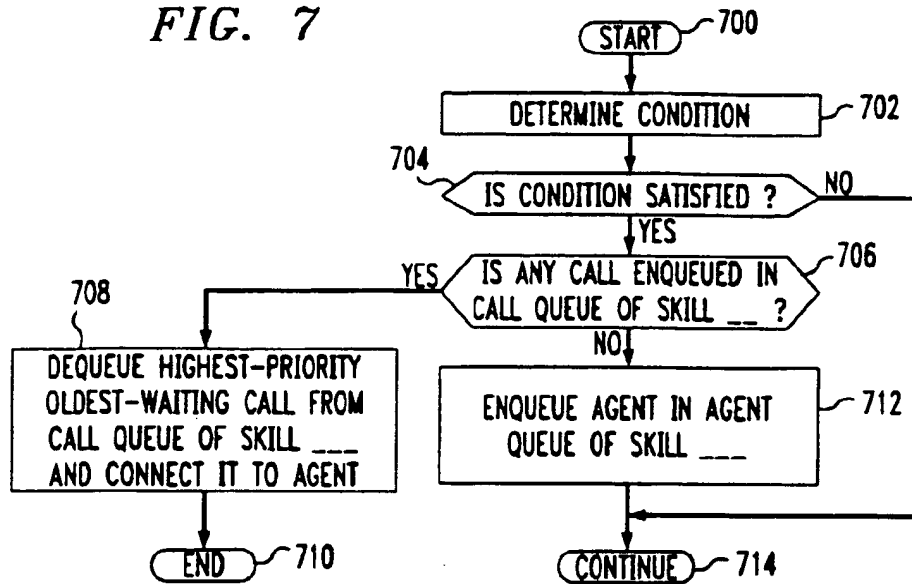 FIG. 7
START
700
DETERMINE CONDITION
702
704
IS CONDITION SATISFIED ?
NO
YES
706
IS ANY CALL ENQUEUED IN
CALL QUEUE OF SKILL __ ?
YES
NO
708
DEQUEUE HIGHEST-PRIORITY
OLDEST-WAITING CALL FROM
CALL QUEUE OF SKILL ___
AND CONNECT IT TO AGENT
ENQUEUE AGENT IN AGENT
QUEUE OF SKILL ___
712
END
710
CONTINUE
714